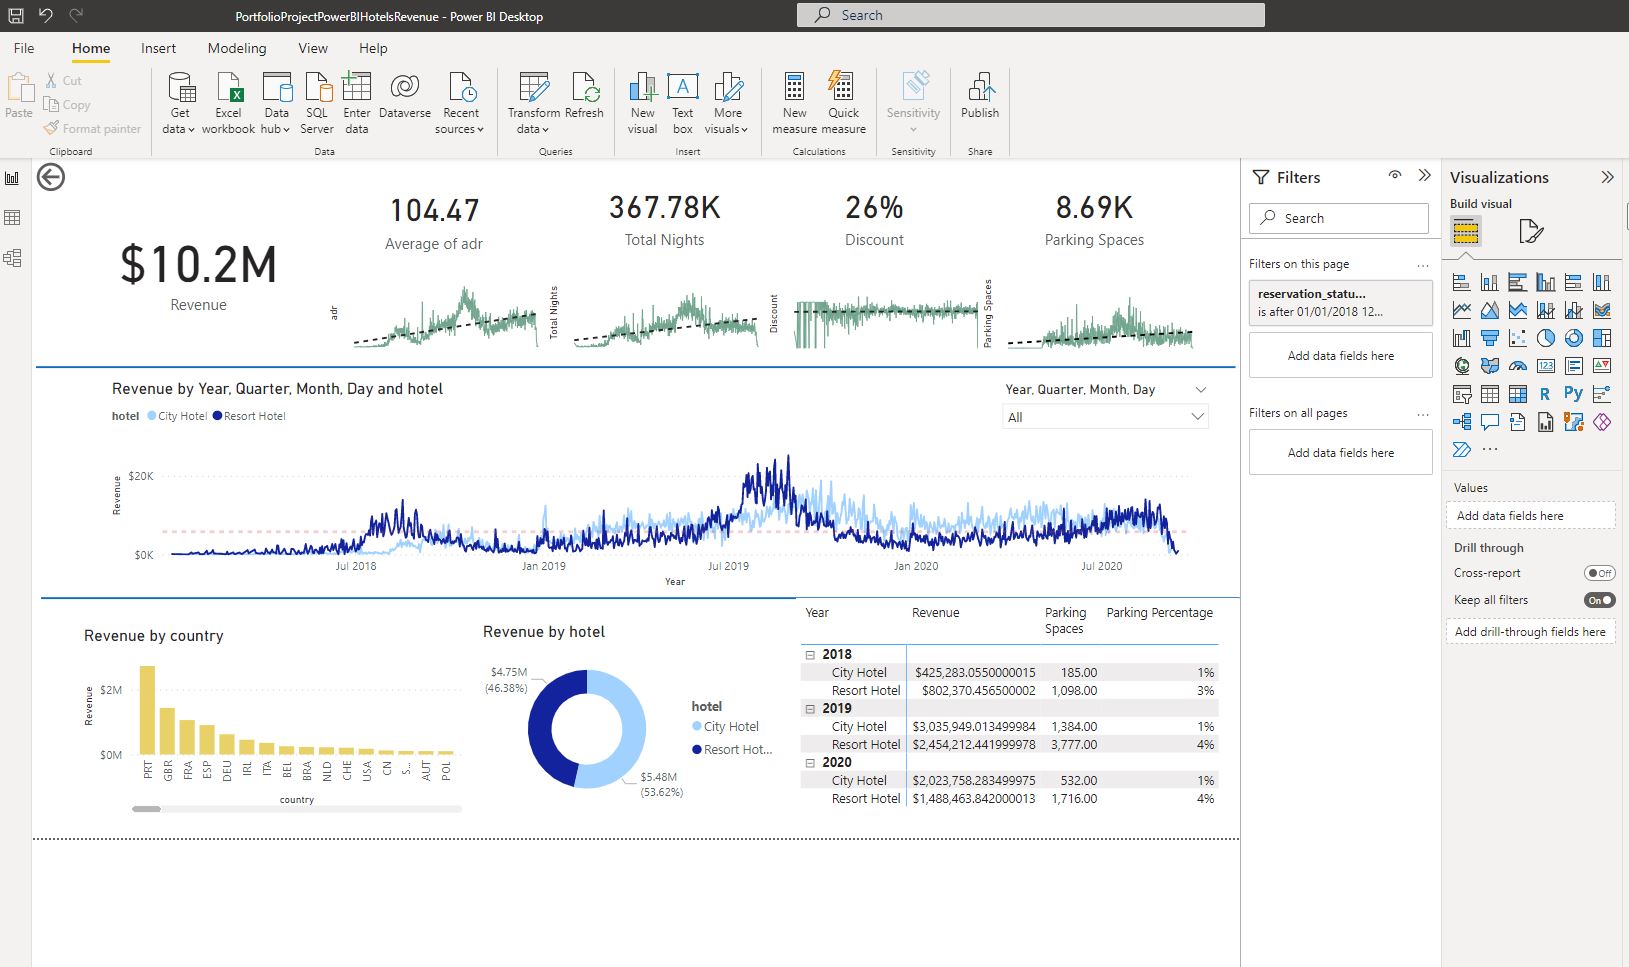 PortfolioProjectPowerBIHotelsRevenue - Power BI Desktop
Search
File Home Insert Modeling View Help
Paste
Cut
Copy
Format painter
Clipboard
Get data
Excel workbook
Data hub
SQL Server
Enter data
Dataverse
Recent sources
Data
Transform data
Refresh
Queries
New visual
Text box
More visuals
Insert
New measure
Quick measure
Calculations
Sensitivity
Sensitivity
Publish
Share
$10.2M
Revenue
104.47
Average of adr
367.78K
Total Nights
26%
Discount
8.69K
Parking Spaces
adr
Total Nights
Discount
Parking Spaces
Revenue by Year, Quarter, Month, Day and hotel
hotel City Hotel Resort Hotel
Year, Quarter, Month, Day
All
Revenue
$20K
$0K
Jul 2018 Jan 2019 Jul 2019 Jan 2020 Jul 2020
Year
Revenue by country
Revenue
$2M
$0M
PRT GBR FRA ESP DEU IRL ITA BEL BRA NLD CHE USA CN S... AUT POL
country
Revenue by hotel
$4.75M
(46.38%)
$5.48M
(53.62%)
hotel
City Hotel
Resort Hot...
Year Revenue Parking Spaces Parking Percentage
2018
City Hotel $425,283.0550000015 185.00 1%
Resort Hotel $802,370.456500002 1,098.00 3%
2019
City Hotel $3,035,949.013499984 1,384.00 1%
Resort Hotel $2,454,212.441999978 3,777.00 4%
2020
City Hotel $2,023,758.283499975 532.00 1%
Resort Hotel $1,488,463.842000013 1,716.00 4%
Filters
Search
Filters on this page
...
reservation_statu...
is after 01/01/2018 12...
Add data fields here
Filters on all pages
...
Add data fields here
Visualizations
Build visual
123
R
Py
...
Values
Add data fields here
Drill through
Cross-report Off
Keep all filters On
Add drill-through fields here